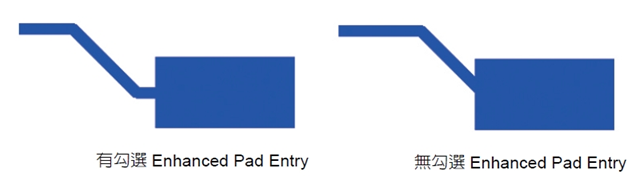 有勾選 Enhanced Pad Entry
無勾選 Enhanced Pad Entry